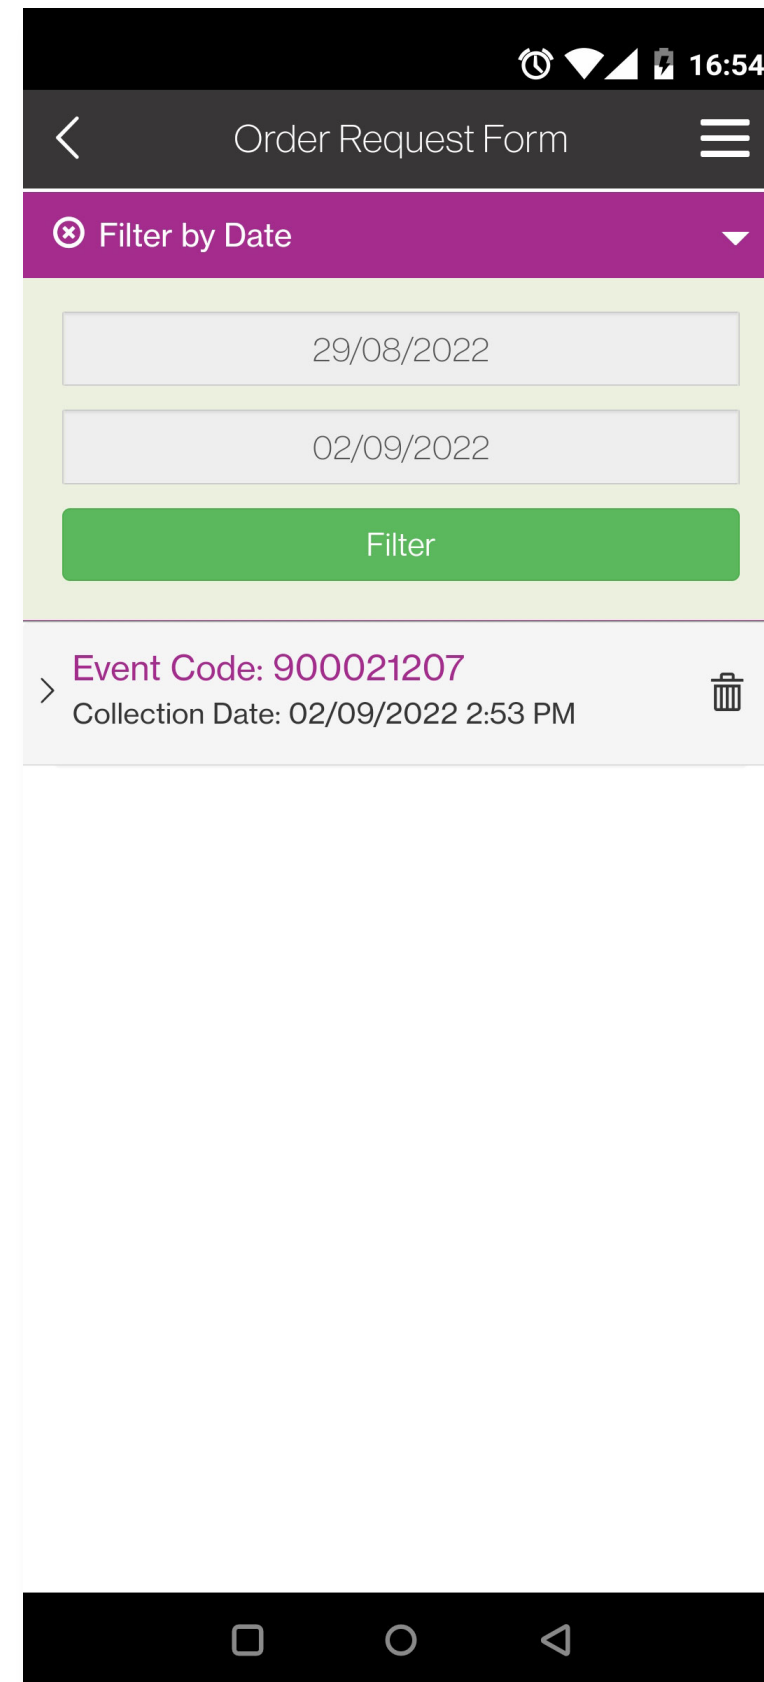 16:54
Order Request Form
Filter by Date
29/08/2022
02/09/2022
Filter
Event Code: 900021207
Collection Date: 02/09/2022 2:53 PM